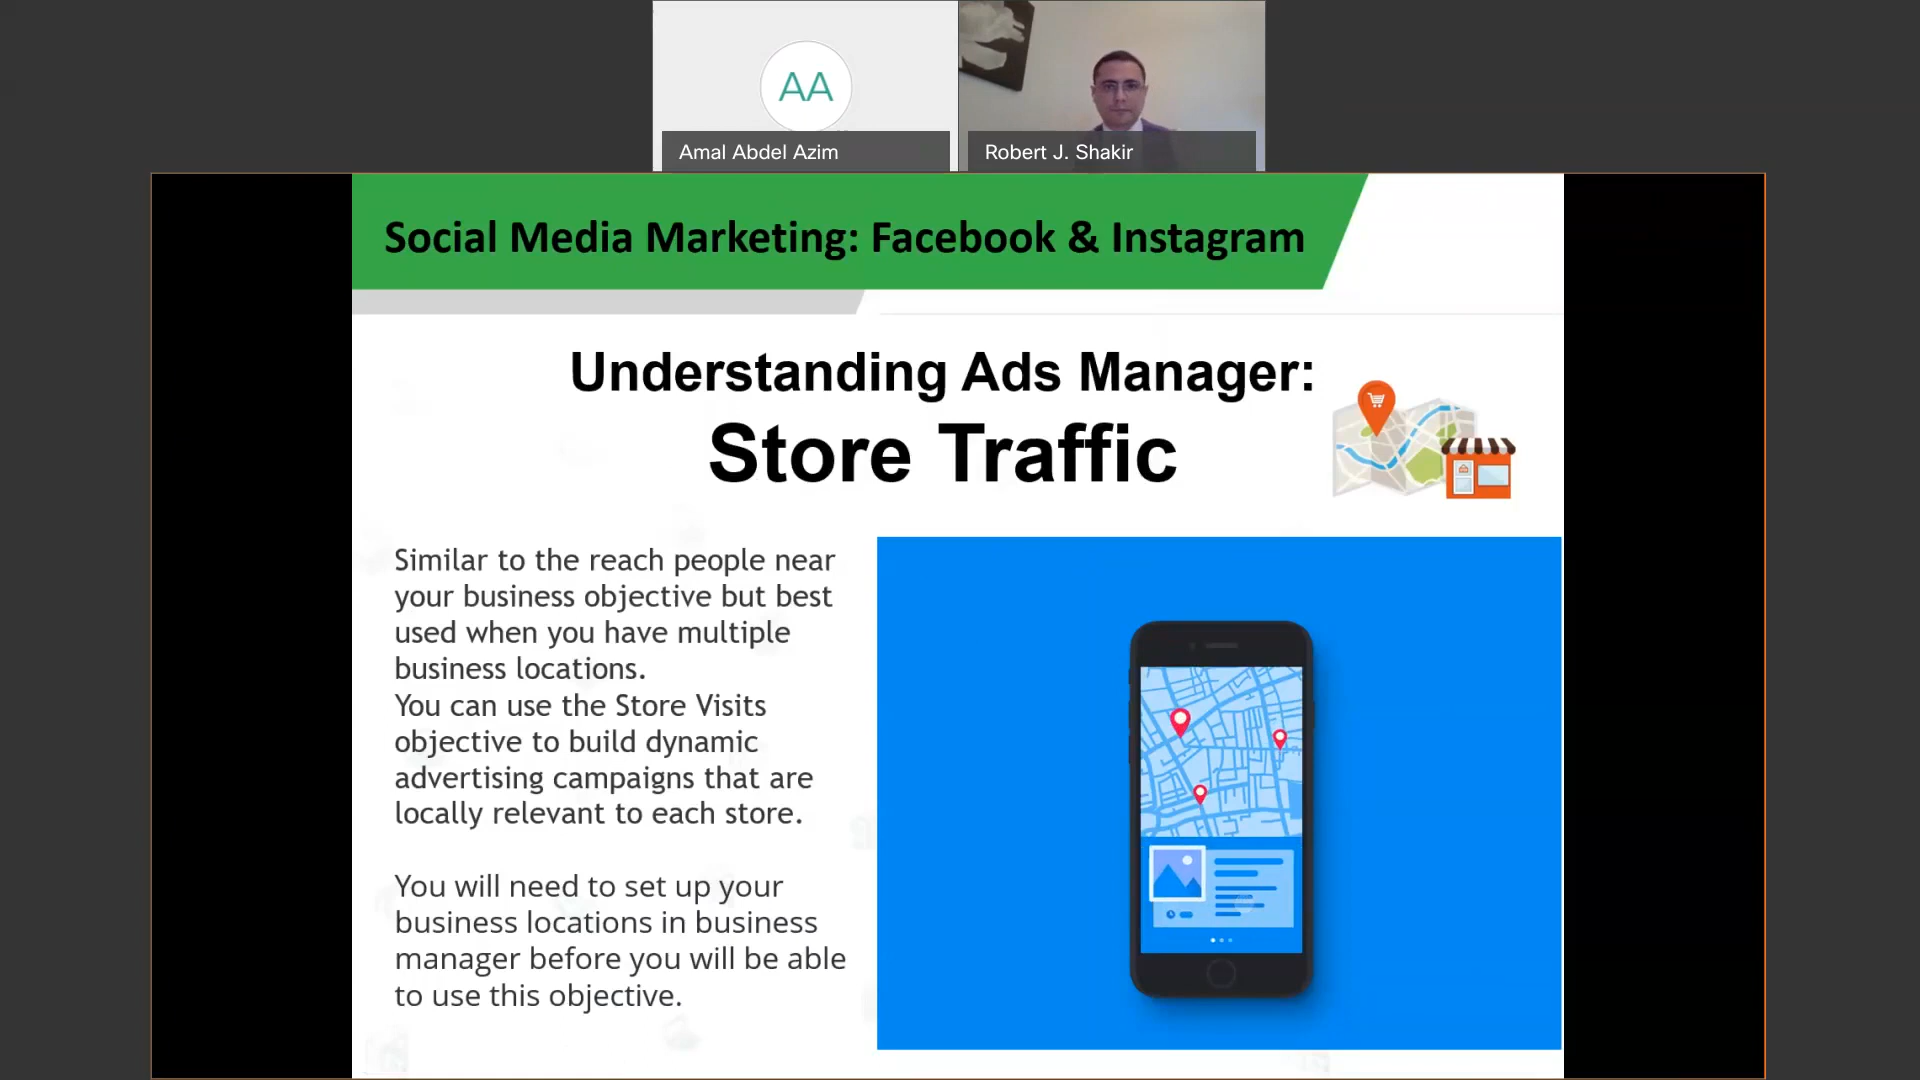 AA
Amal Abdel Azim
Robert J. Shakir
Social Media Marketing: Facebook & Instagram
Understanding Ads Manager:
Store Traffic
Similar to the reach people near
your business objective but best
used when you have multiple
business locations.
You can use the Store Visits
objective to build dynamic
advertising campaigns that are
locally relevant to each store.
You will need to set up your
business locations in business
manager before you will be able
to use this objective.